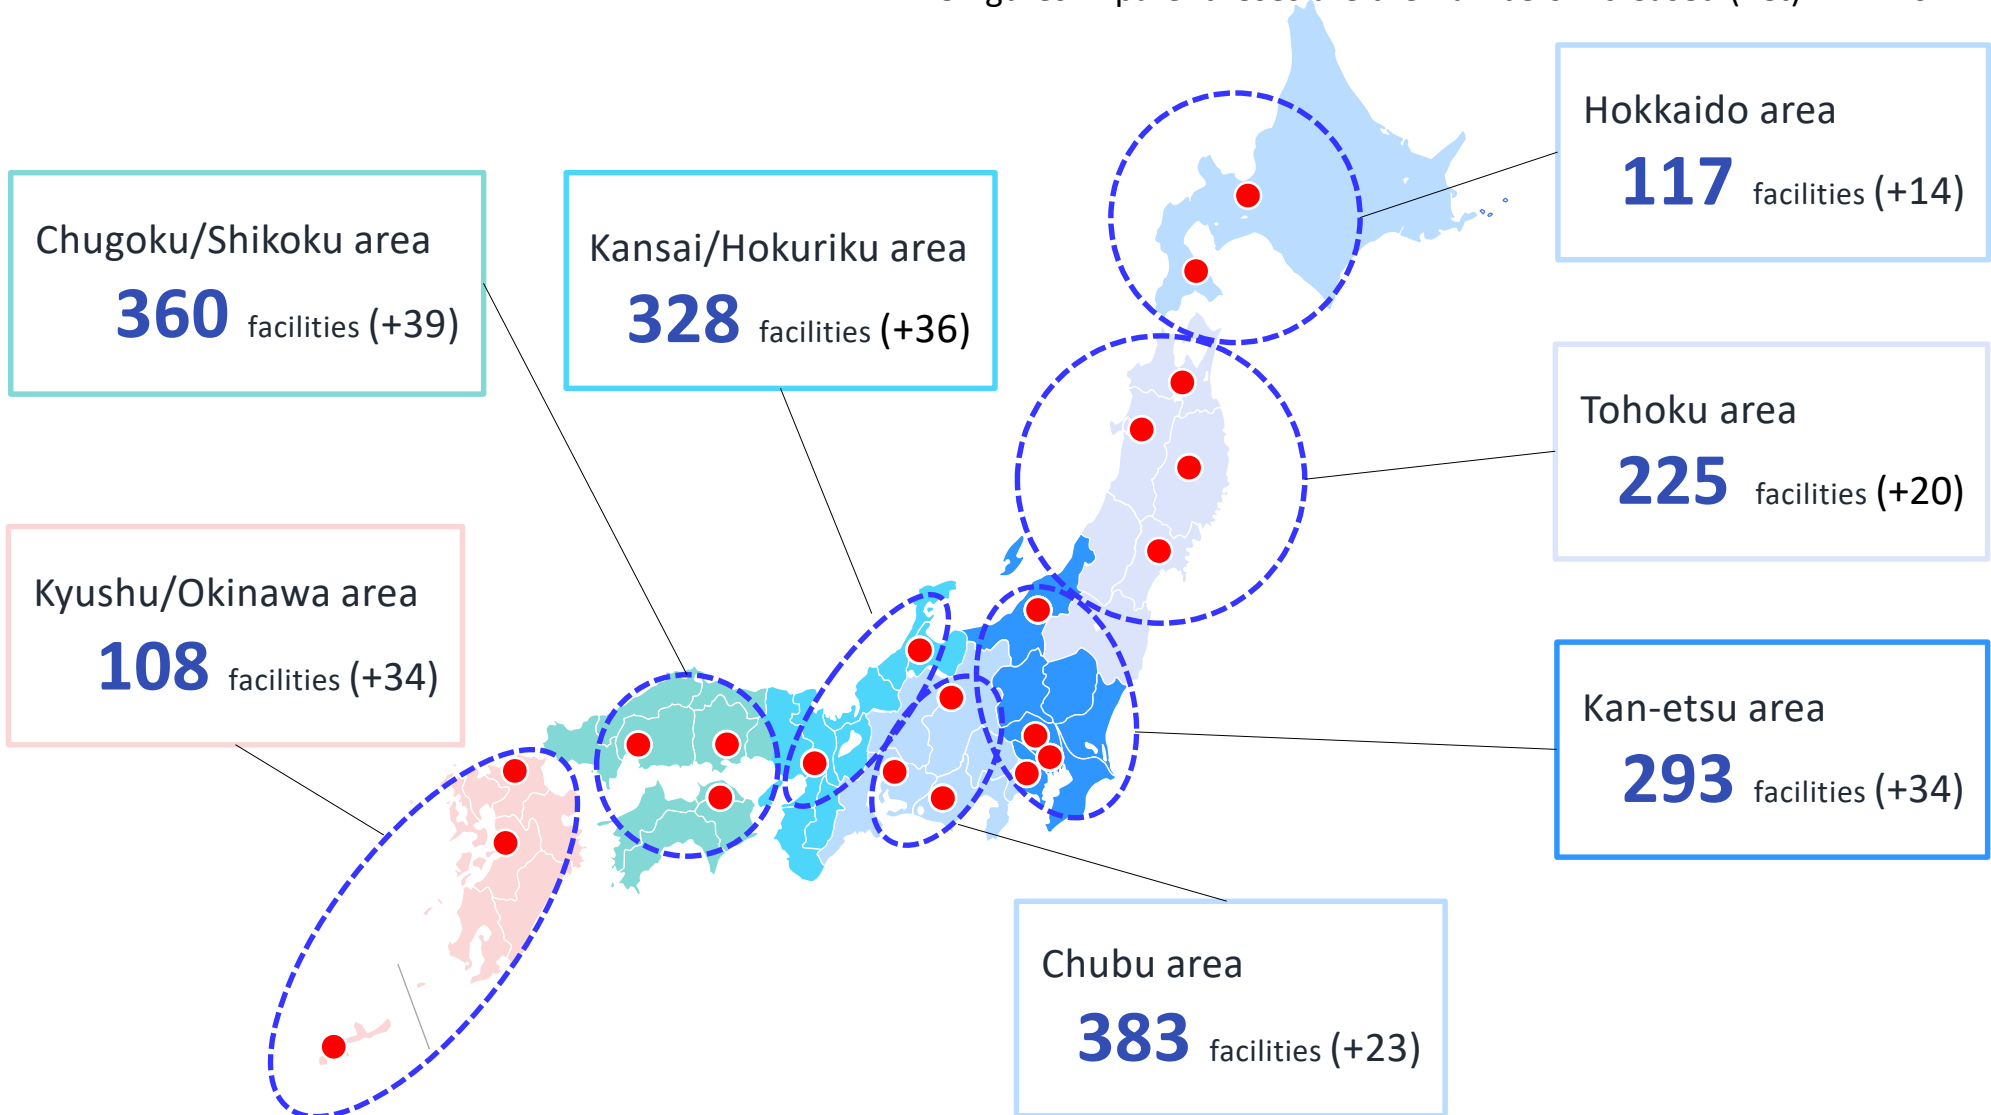 Hokkaido area
117 facilities (+14)
Chugoku/Shikoku area
360 facilities (+39)
Kansai/Hokuriku area
328 facilities (+36)
Tohoku area
225 facilities (+20)
Kyushu/Okinawa area
108 facilities (+34)
Kan-etsu area
293 facilities (+34)
Chubu area
383 facilities (+23)